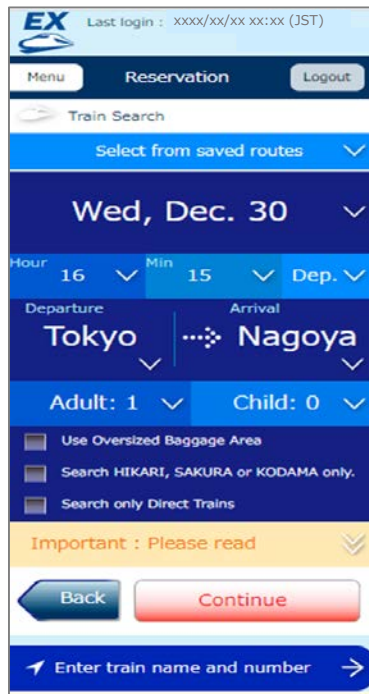 EX Last login : xxxx/xx/xx xx:xx (JST)
Menu Reservation Logout
Train Search
Select from saved routes
Wed, Dec. 30
Hour 16 Min 15 Dep.
Departure Arrival
Tokyo Nagoya
Adult: 1 Child: 0
Use Oversized Baggage Area
Search HIKARI, SAKURA or KODAMA only.
Search only Direct Trains
Important : Please read
Back Continue
Enter train name and number